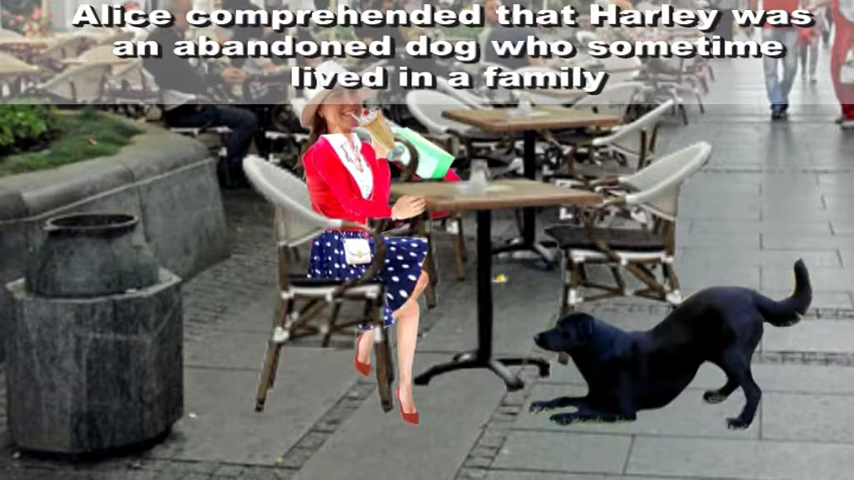 Alice comprehended that Harley was
an abandoned dog who sometime
lived in a family